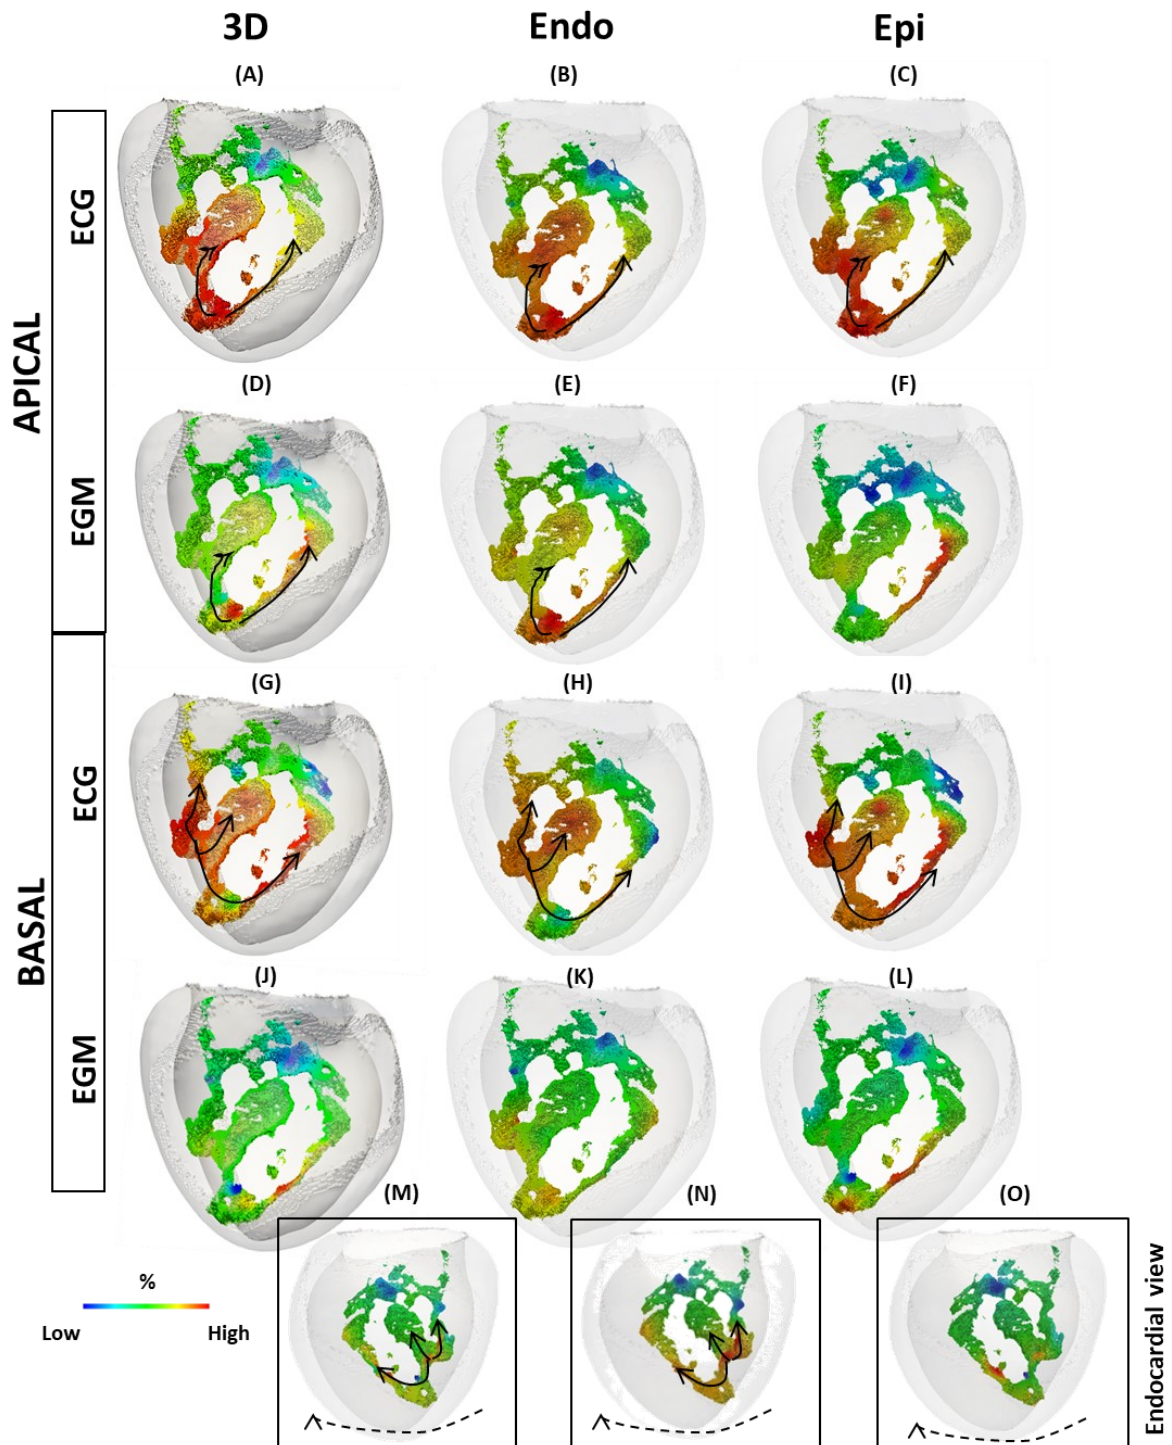 3D Endo Epi
(A) (B) (C)
APICAL
ECG
(D) (E) (F)
EGM
(G) (H) (I)
BASAL
ECG
(J) (K) (L)
EGM
(M) (N) (O)
%
Low High
Endocardial view